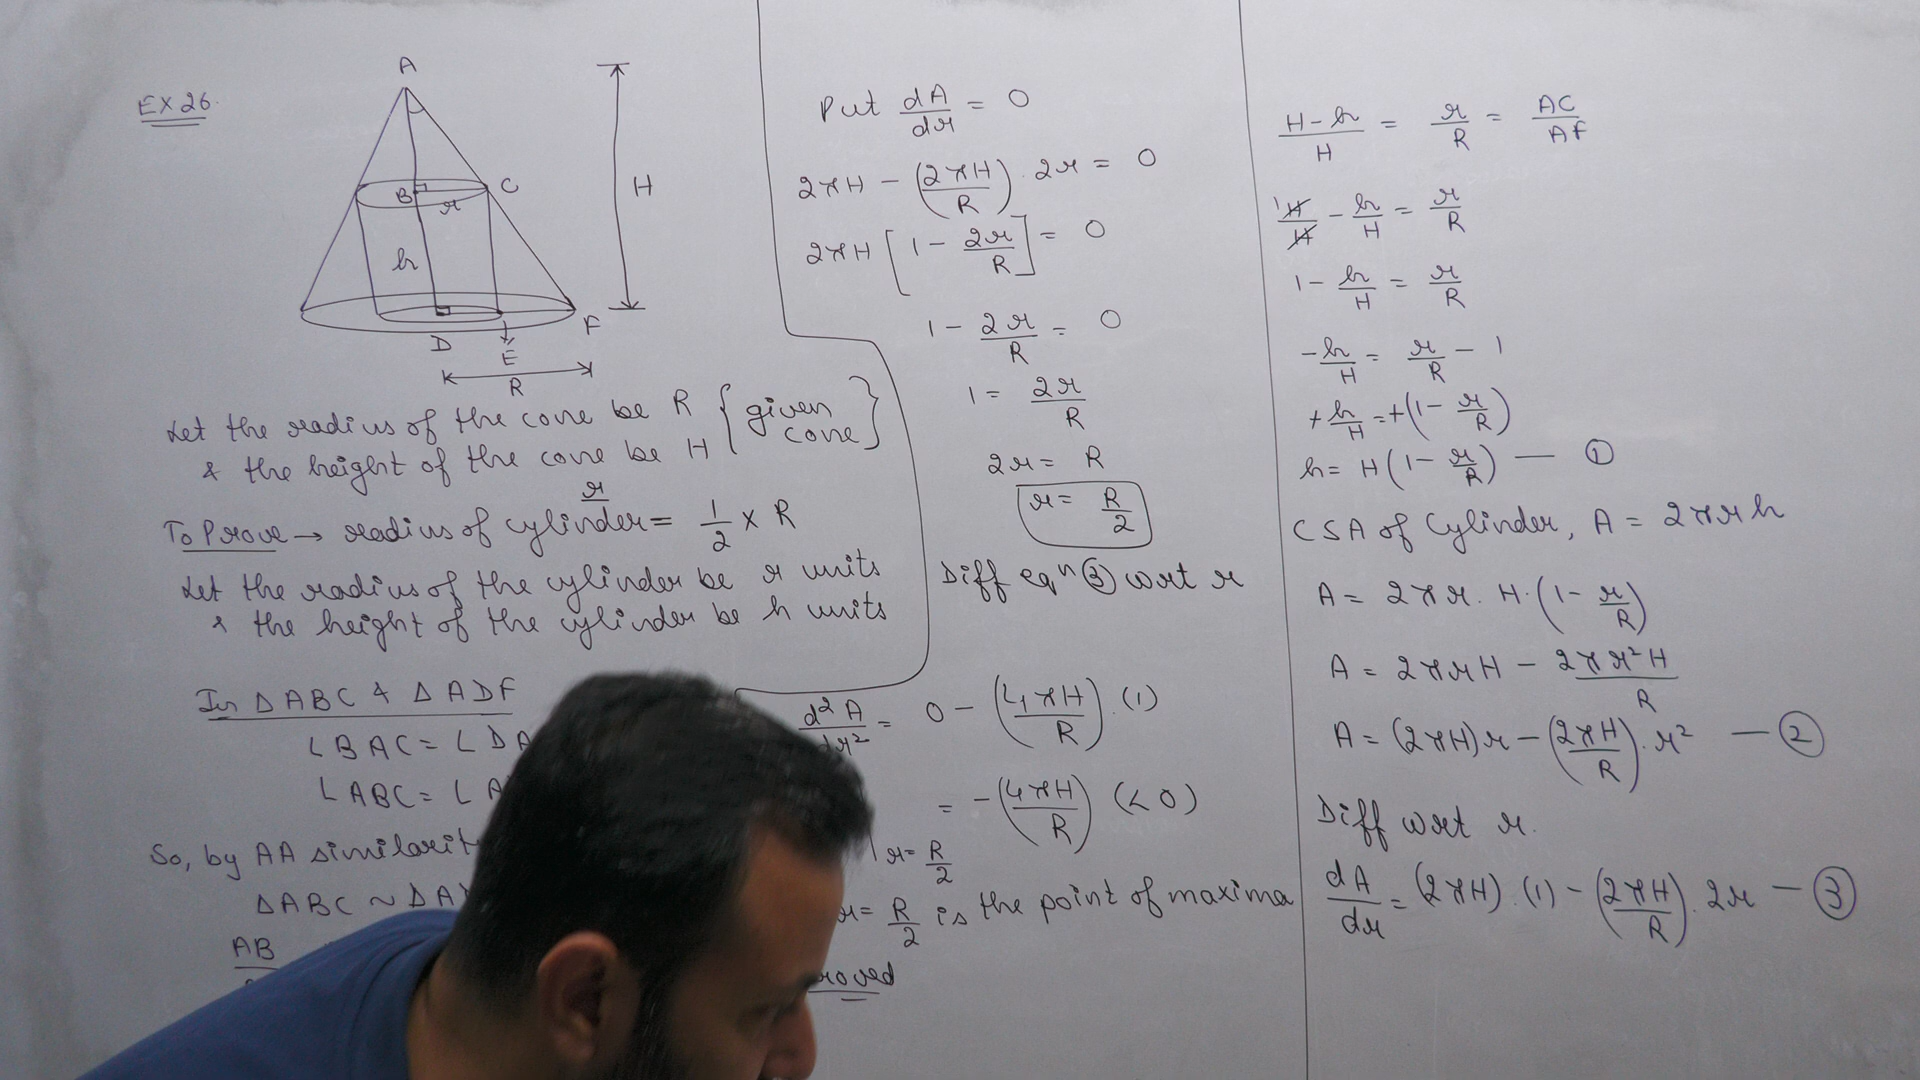 EX 26.
A
B
C
r
h
H
D
E
F
R
Let the radius of the cone be R {given cone}
& the height of the cone be H
r
To Prove → radius of cylinder = 1/2 × R
Let the radius of the cylinder be r units
& the height of the cylinder be h units
In △ABC & △ADF
∠BAC = ∠DA
∠ABC = ∠A
So, by AA similarit
△ABC ~ △AD
AB
H-h/H = r/R = AC/AF
1 H/H - h/H = r/R
1 - h/H = r/R
-h/H = r/R - 1
+h/H = +(1 - r/R)
h = H(1 - r/R) — ①
CSA of Cylinder, A = 2πrh
A = 2πr. H. (1 - r/R)
A = 2πrH - 2πr²H/R
A = (2πH)r - (2πH/R). r² — ②
Diff wrt r.
dA/dr = (2πH).(1) - (2πH/R). 2r — ③
Put dA/dr = 0
2πH - (2πH/R). 2r = 0
2πH [1 - 2r/R] = 0
1 - 2r/R = 0
1 = 2r/R
2r = R
r = R/2
Diff eqⁿ ③ wrt r
d²A/dr² = 0 - (4πH/R).(1)
= -(4πH/R) (<0)
r = R/2
r = R/2 is the point of maxima
roved